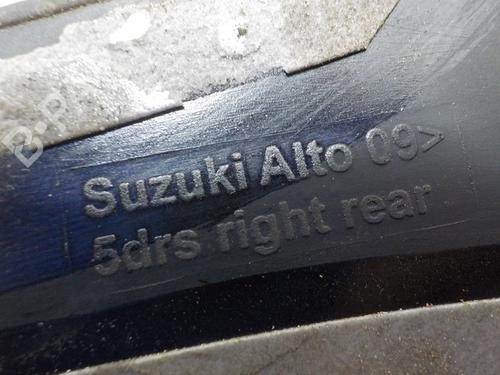 Suzuki Alto 09>
5drs right rear
B-P